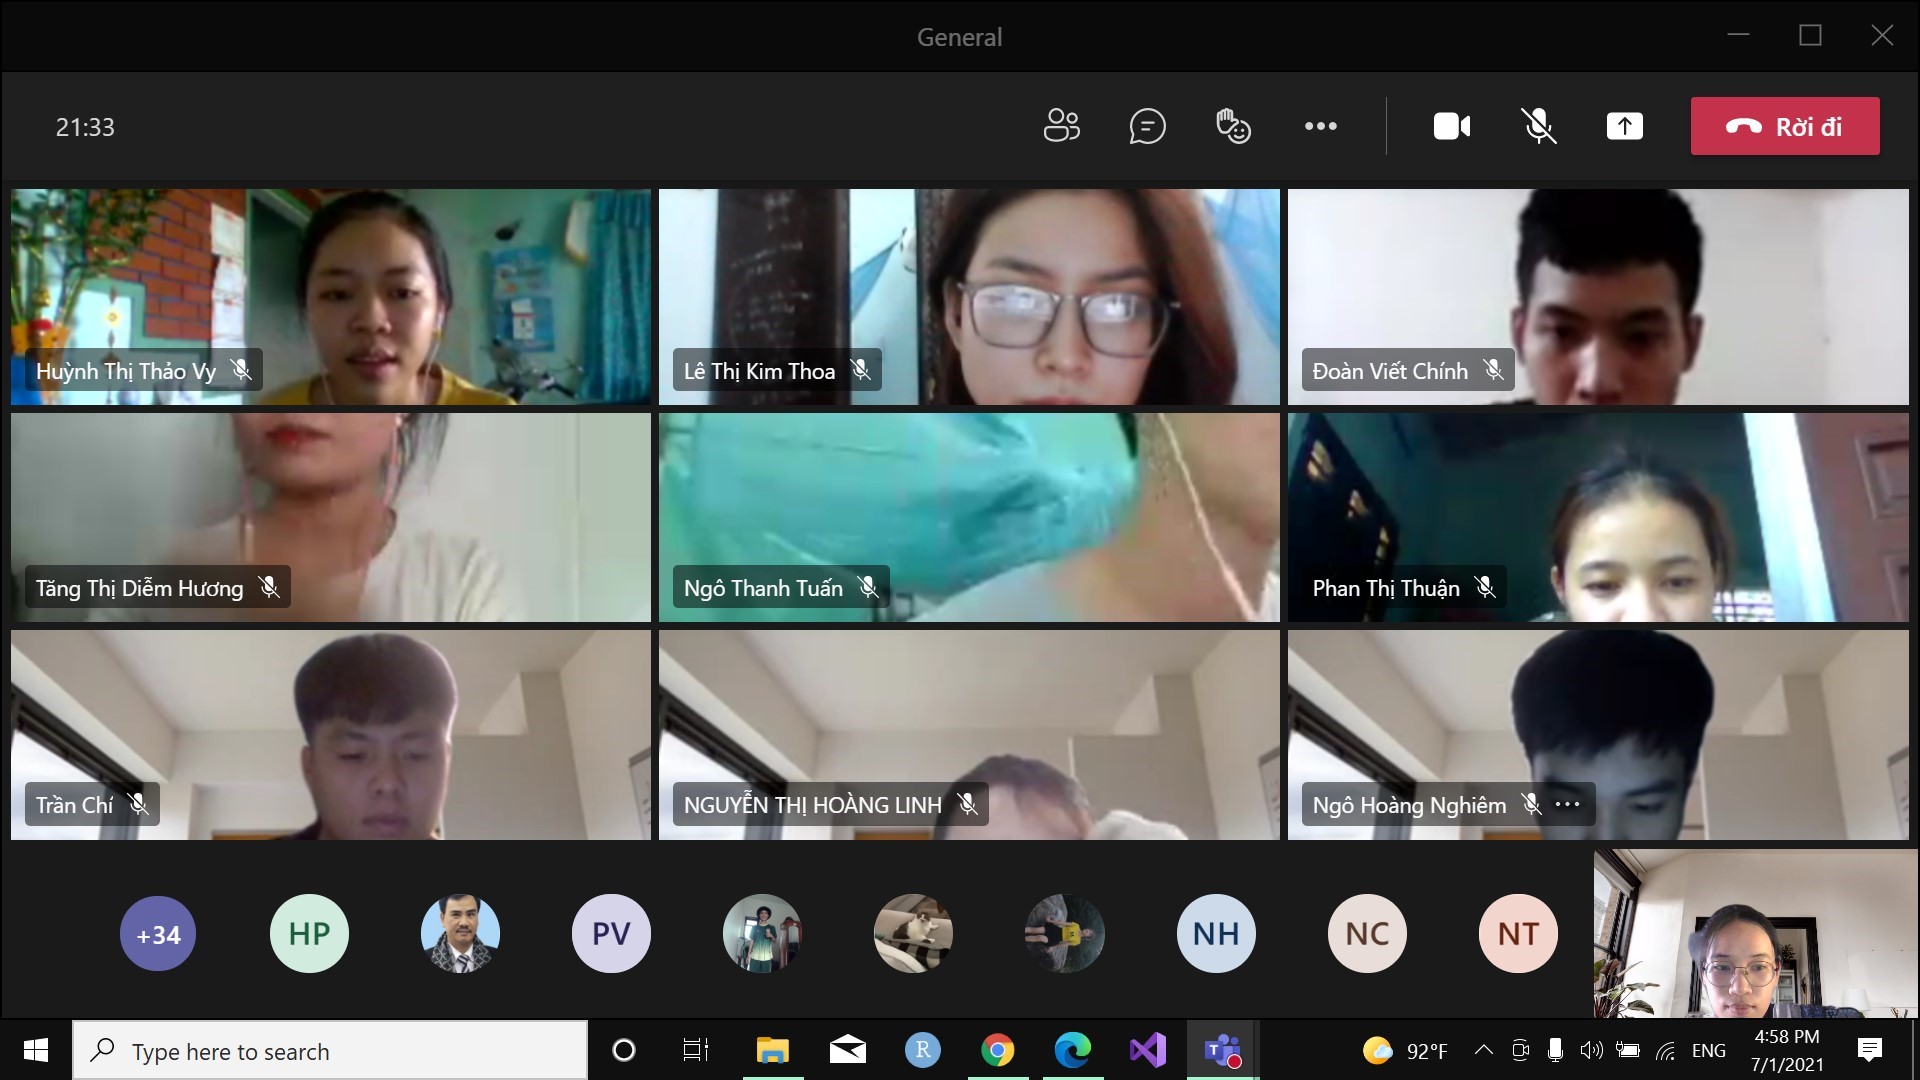 General
21:33
Rời đi
Huỳnh Thị Thảo Vy
Lê Thị Kim Thoa
Đoàn Viết Chính
Tăng Thị Diễm Hương
Ngô Thanh Tuấn
Phan Thị Thuận
Trần Chí
NGUYỄN THỊ HOÀNG LINH
Ngô Hoàng Nghiêm
+34
HP
PV
NH
NC
NT
Type here to search
R
T
92°F
ENG
4:58 PM
7/1/2021